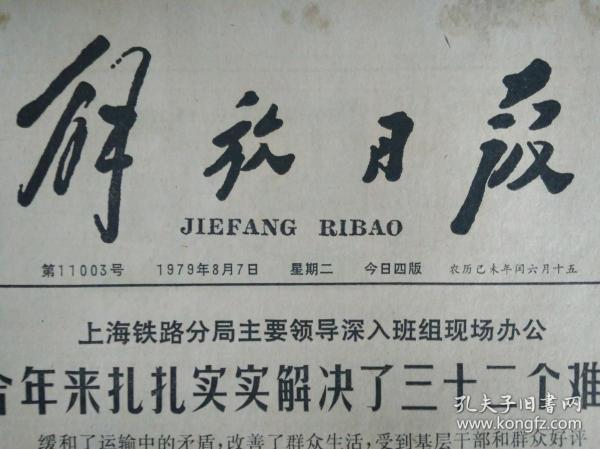 解放日报
JIEFANG RIBAO
第11003号 1979年8月7日 星期二 今日四版 农历己未年闰六月十五
上海铁路分局主要领导深入班组现场办公
今年来扎扎实实解决了三十二个难
缓和了运输中的矛盾,改善了群众生活,受到基层干部和群众好评
孔夫子旧书网